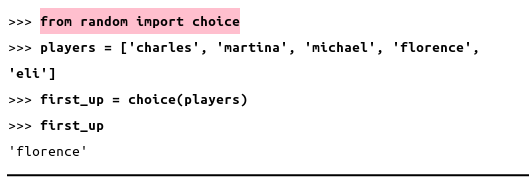 >>> from random import choice
>>> players = ['charles', 'martina', 'michael', 'florence',
'eli']
>>> first_up = choice(players)
>>> first_up
'florence'